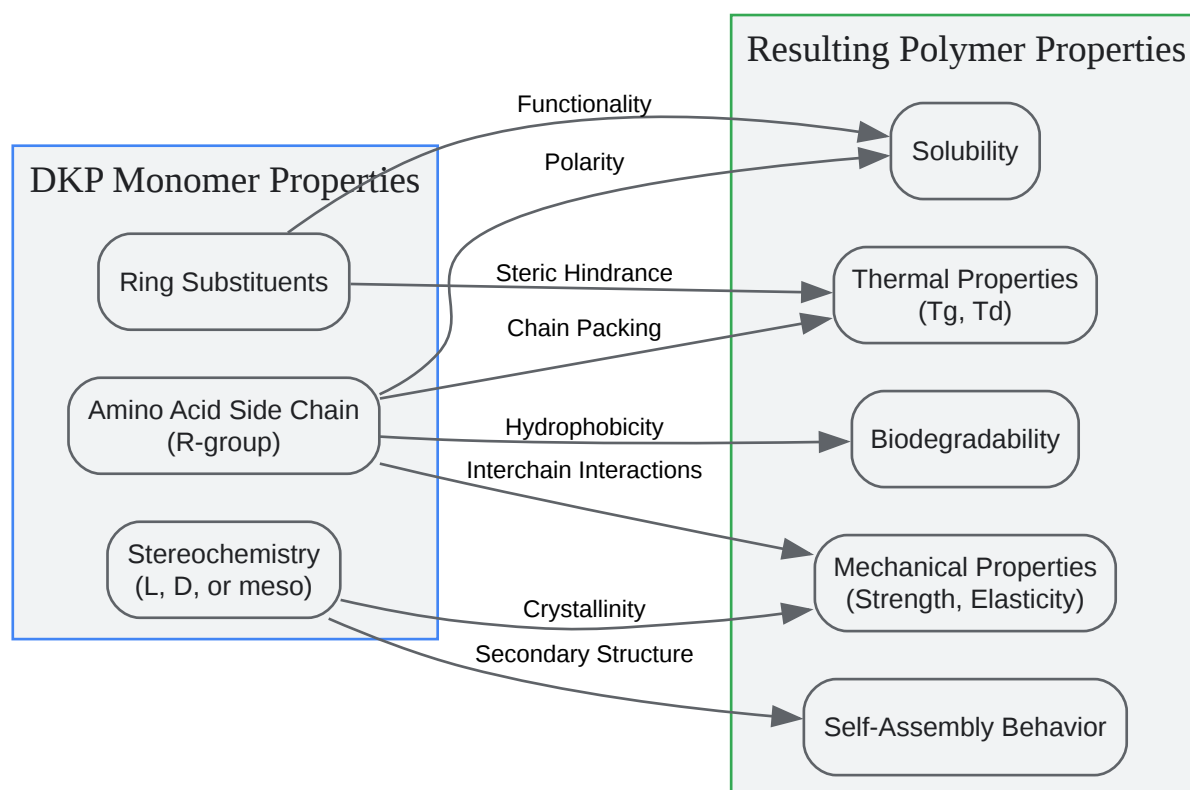 DKP Monomer Properties
Ring Substituents
Amino Acid Side Chain
(R-group)
Stereochemistry
(L, D, or meso)
Functionality
Polarity
Steric Hindrance
Chain Packing
Hydrophobicity
Interchain Interactions
Crystallinity
Secondary Structure
Resulting Polymer Properties
Solubility
Thermal Properties
(Tg, Td)
Biodegradability
Mechanical Properties
(Strength, Elasticity)
Self-Assembly Behavior